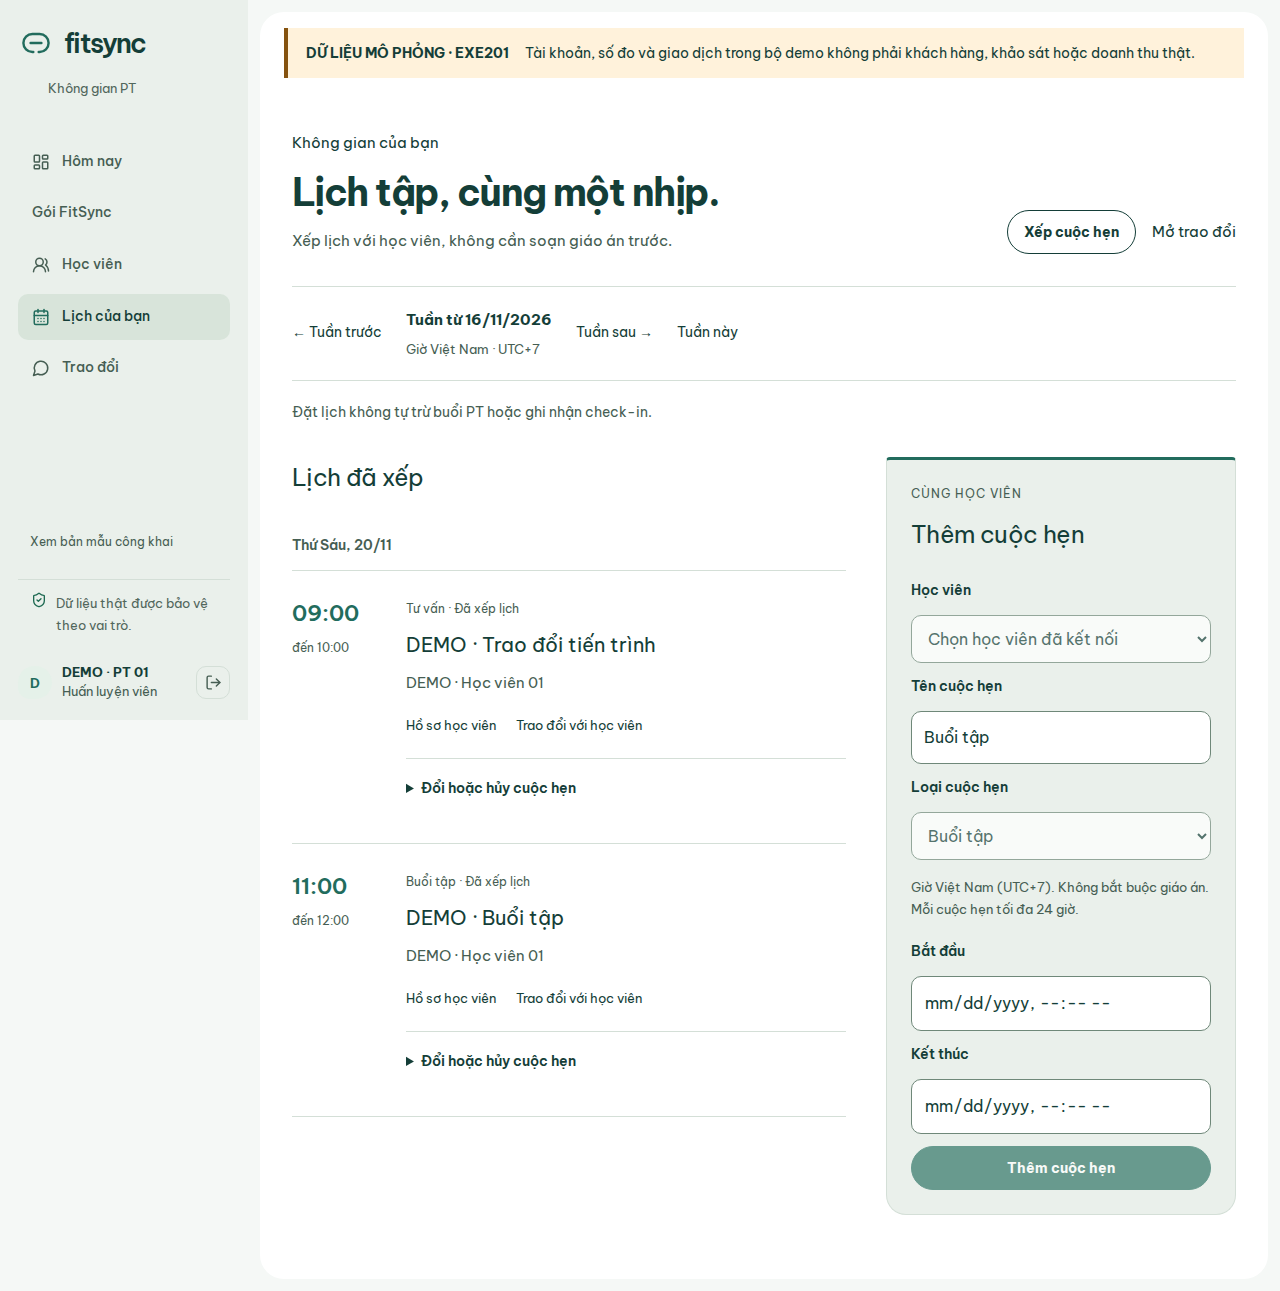 fitsync
Không gian PT
Hôm nay
Gói FitSync
Học viên
Lịch của bạn
Trao đổi
Xem bản mẫu công khai
Dữ liệu thật được bảo vệ
theo vai trò.
D
DEMO · PT 01
Huấn luyện viên
DỮ LIỆU MÔ PHỎNG · EXE201 Tài khoản, số đo và giao dịch trong bộ demo không phải khách hàng, khảo sát hoặc doanh thu thật.
Không gian của bạn
Lịch tập, cùng một nhịp.
Xếp lịch với học viên, không cần soạn giáo án trước.
Xếp cuộc hẹn
Mở trao đổi
← Tuần trước
Tuần từ 16/11/2026
Giờ Việt Nam · UTC+7
Tuần sau →
Tuần này
Đặt lịch không tự trừ buổi PT hoặc ghi nhận check-in.
Lịch đã xếp
Thứ Sáu, 20/11
09:00
đến 10:00
Tư vấn · Đã xếp lịch
DEMO · Trao đổi tiến trình
DEMO · Học viên 01
Hồ sơ học viên
Trao đổi với học viên
▶ Đổi hoặc hủy cuộc hẹn
11:00
đến 12:00
Buổi tập · Đã xếp lịch
DEMO · Buổi tập
DEMO · Học viên 01
Hồ sơ học viên
Trao đổi với học viên
▶ Đổi hoặc hủy cuộc hẹn
CÙNG HỌC VIÊN
Thêm cuộc hẹn
Học viên
Chọn học viên đã kết nối
Tên cuộc hẹn
Buổi tập
Loại cuộc hẹn
Buổi tập
Giờ Việt Nam (UTC+7). Không bắt buộc giáo án.
Mỗi cuộc hẹn tối đa 24 giờ.
Bắt đầu
mm/dd/yyyy, --:-- --
Kết thúc
mm/dd/yyyy, --:-- --
Thêm cuộc hẹn